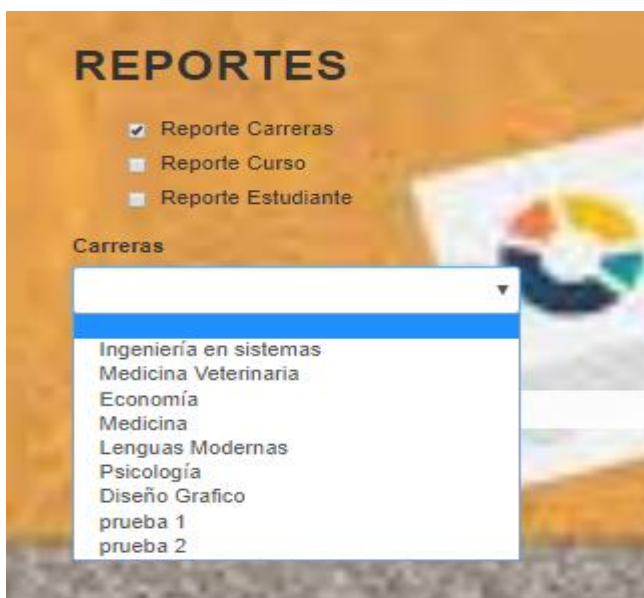 REPORTES
Reporte Carreras
Reporte Curso
Reporte Estudiante
Carreras
Ingeniería en sistemas
Medicina Veterinaria
Economía
Medicina
Lenguas Modernas
Psicología
Diseño Grafico
prueba 1
prueba 2